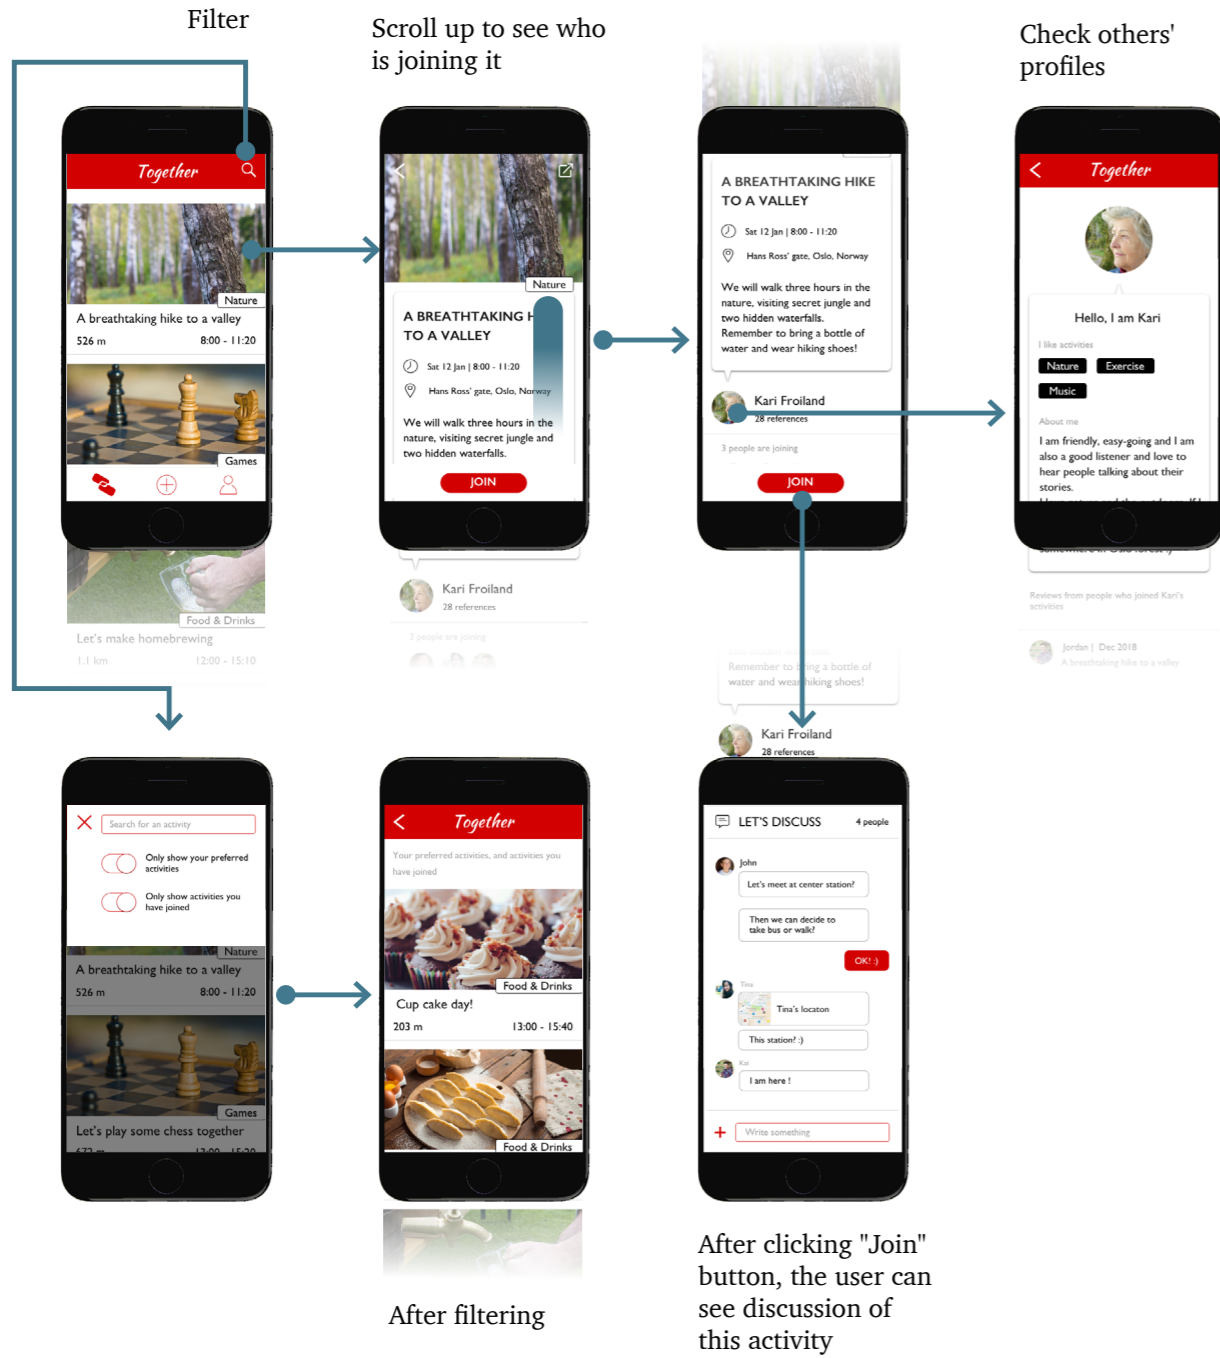 Filter
Scroll up to see who
is joining it
Check others'
profiles
Together
Nature
A breathtaking hike to a valley
526 m
8:00 - 11:20
Games
Food & Drinks
Let's make homebrewing
1.1 km
12:00 - 15:10
Nature
A BREATHTAKING H
TO A VALLEY
Sat 12 Jan | 8:00 - 11:20
Hans Ross' gate, Oslo, Norway
We will walk three hours in the
nature, visiting secret jungle and
two hidden waterfalls.
JOIN
Kari Froiland
28 references
3 people are joining
A BREATHTAKING HIKE
TO A VALLEY
Sat 12 Jan | 8:00 - 11:20
Hans Ross' gate, Oslo, Norway
We will walk three hours in the
nature, visiting secret jungle and
two hidden waterfalls.
Remember to bring a bottle of
water and wear hiking shoes!
Kari Froiland
28 references
3 people are joining
JOIN
Remember to bring a bottle of
water and wear hiking shoes!
Kari Froiland
28 references
Together
Hello, I am Kari
I like activities
Nature
Exercise
Music
About me
I am friendly, easy-going and I am
also a good listener and love to
hear people talking about their
stories.
Reviews from people who joined Kari's
activities
Jordan | Dec 2018
A breathtaking hike to a valley
Search for an activity
Only show your preferred
activities
Only show activities you
have joined
Nature
A breathtaking hike to a valley
526 m
8:00 - 11:20
Games
Let's play some chess together
672 m
13:00 - 15:20
Together
Your preferred activities, and activities you
have joined
Food & Drinks
Cup cake day!
203 m
13:00 - 15:40
Food & Drinks
After filtering
LET'S DISCUSS
4 people
John
Let's meet at center station?
Then we can decide to
take bus or walk?
OK! :)
Tina
Tina's locaton
This station? :)
Kai
I am here !
Write something
After clicking "Join"
button, the user can
see discussion of
this activity